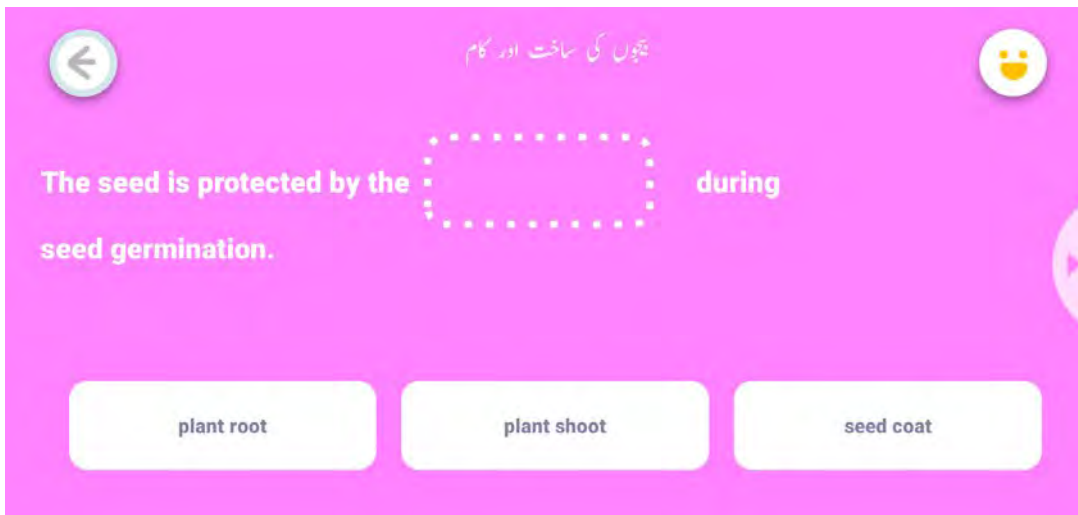 بیجوں کی ساخت اور کام
The seed is protected by the during
seed germination.
plant root
plant shoot
seed coat